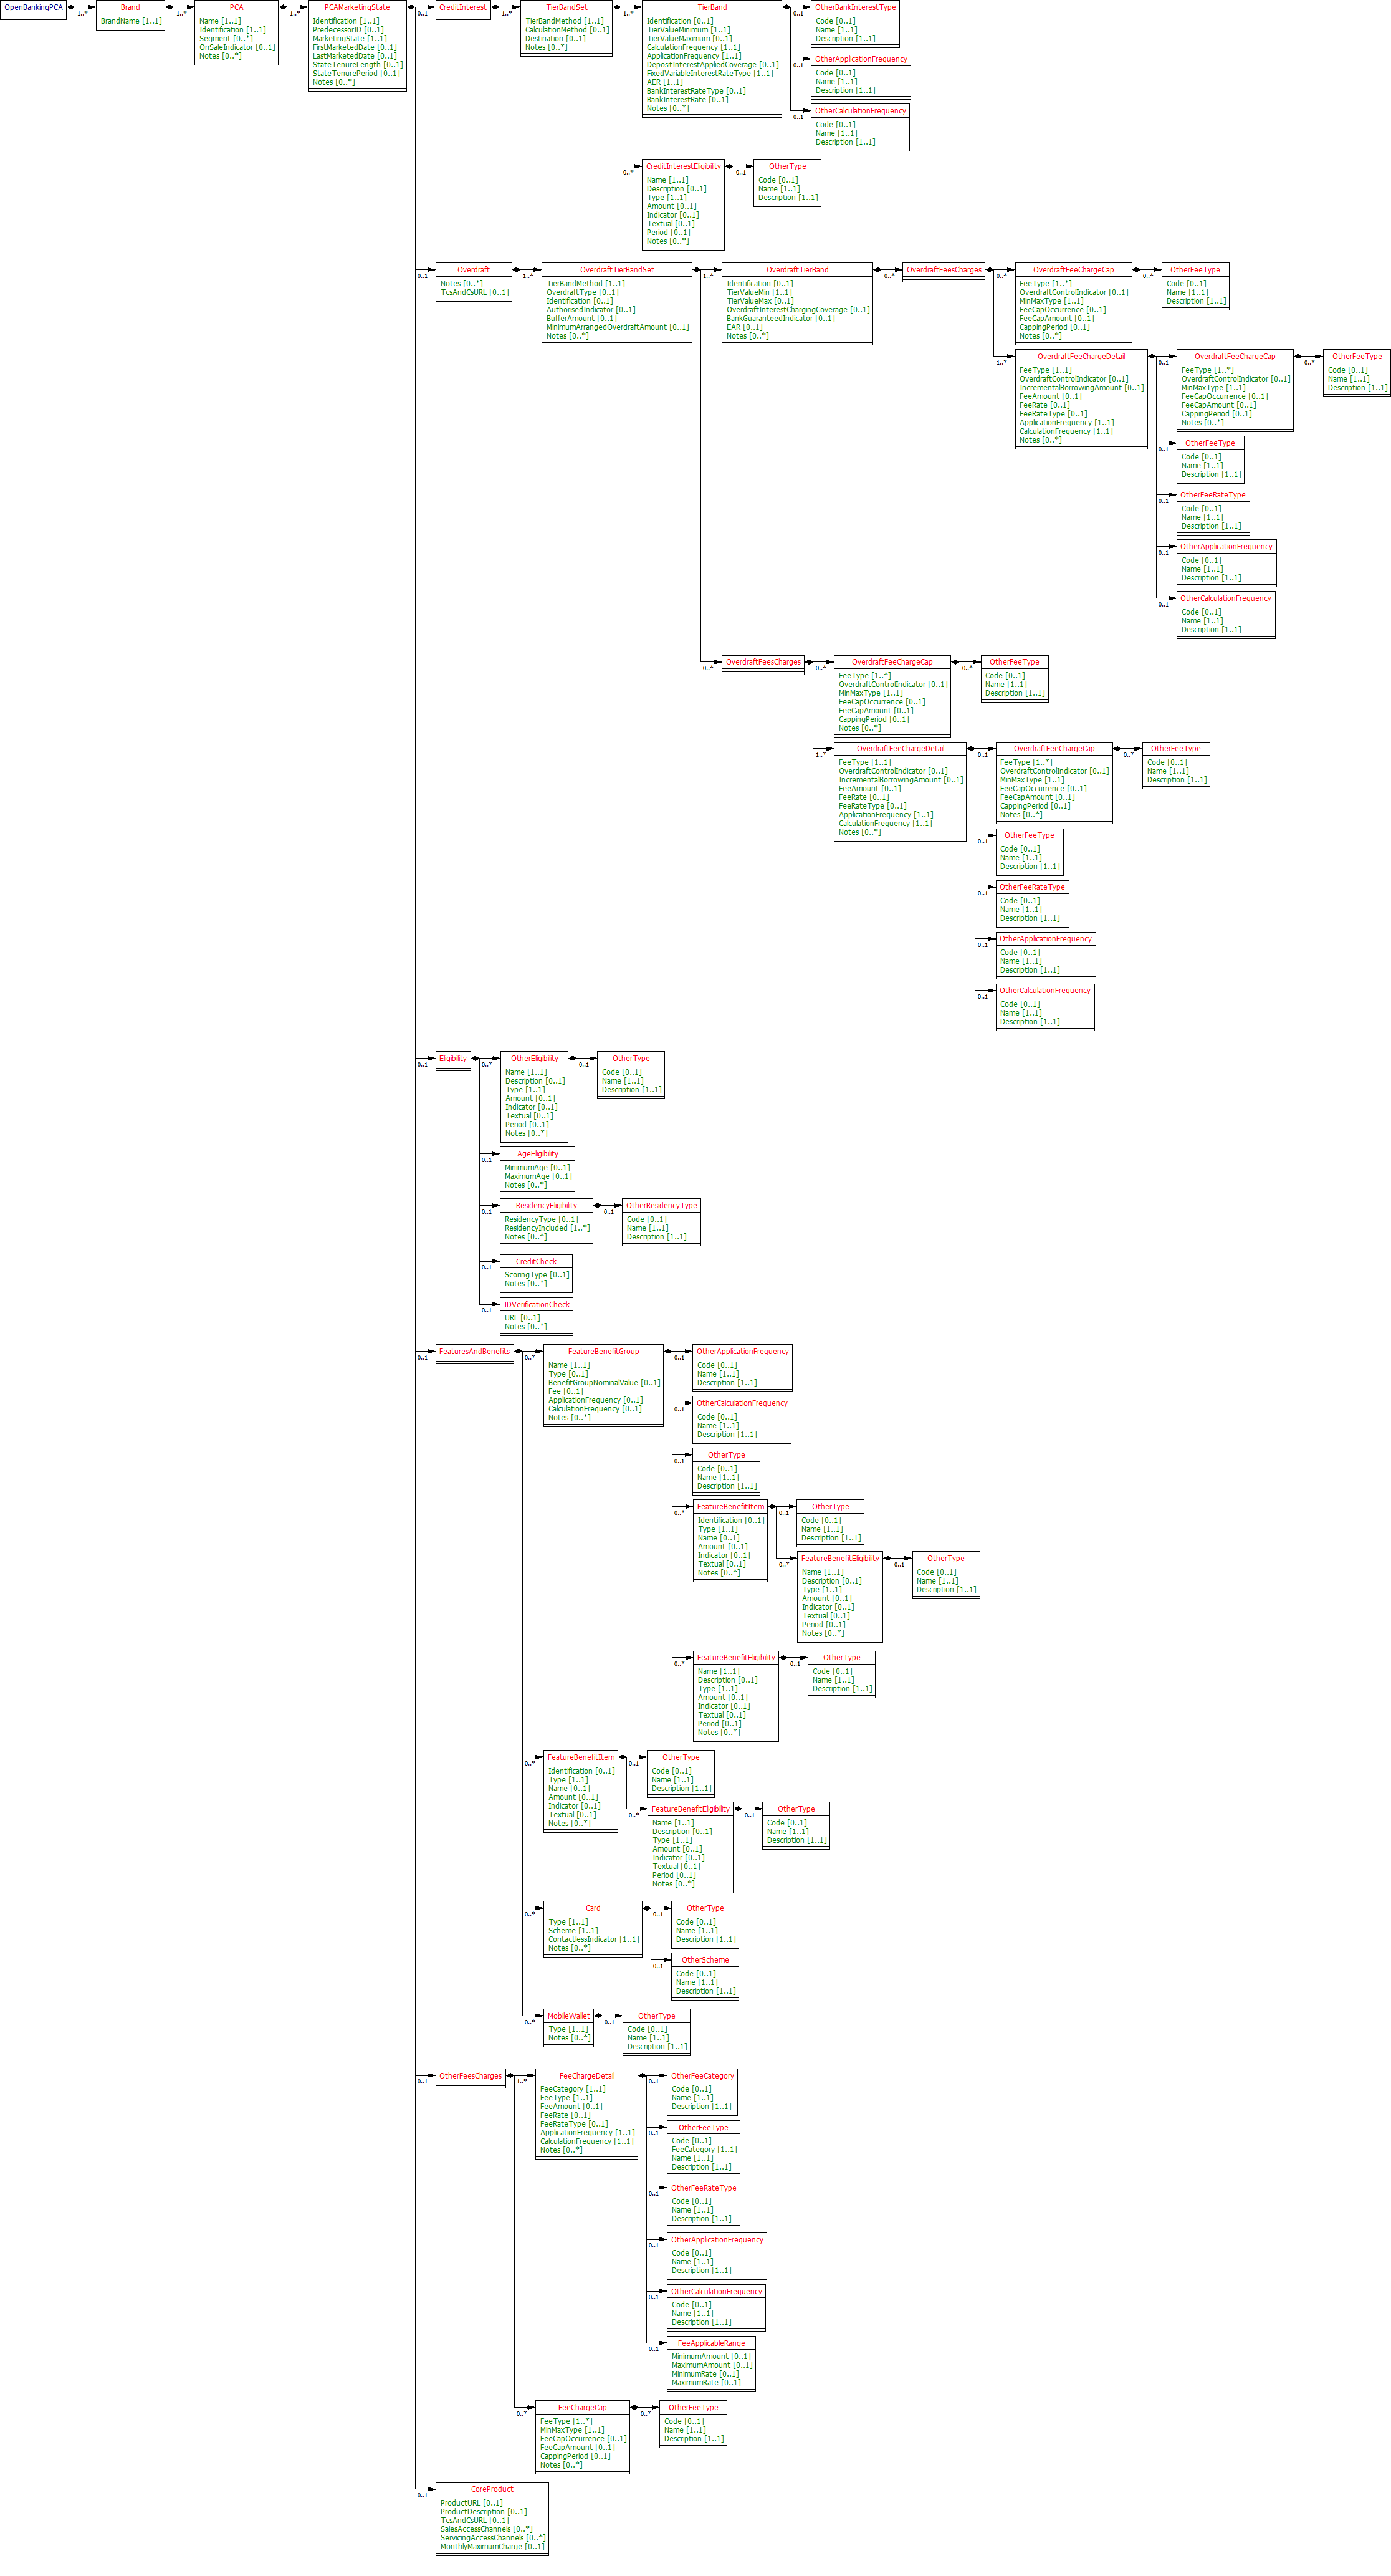 OpenBankingPCA
1..*
Brand
BrandName [1..1]
1..*
PCA
Name [1..1]
Identification [1..1]
Segment [0..*]
OnSaleIndicator [0..1]
Notes [0..*]
1..*
PCAMarketingState
Identification [1..1]
PredecessorID [0..1]
MarketingState [1..1]
FirstMarketedDate [0..1]
LastMarketedDate [0..1]
StateTenureLength [0..1]
StateTenurePeriod [0..1]
Notes [0..*]
0..1
CreditInterest
1..*
TierBandSet
TierBandMethod [1..1]
CalculationMethod [0..1]
Destination [0..1]
Notes [0..*]
1..*
TierBand
Identification [0..1]
TierValueMinimum [1..1]
TierValueMaximum [0..1]
CalculationFrequency [1..1]
ApplicationFrequency [1..1]
DepositInterestAppliedCoverage [0..1]
FixedVariableInterestRateType [1..1]
AER [1..1]
BankInterestRateType [0..1]
BankInterestRate [0..1]
Notes [0..*]
0..1
OtherBankInterestType
Code [0..1]
Name [1..1]
Description [1..1]
0..1
OtherApplicationFrequency
Code [0..1]
Name [1..1]
Description [1..1]
0..1
OtherCalculationFrequency
Code [0..1]
Name [1..1]
Description [1..1]
0..*
CreditInterestEligibility
Name [1..1]
Description [0..1]
Type [1..1]
Amount [0..1]
Indicator [0..1]
Textual [0..1]
Period [0..1]
Notes [0..*]
0..1
OtherType
Code [0..1]
Name [1..1]
Description [1..1]
0..1
Overdraft
Notes [0..*]
TcsAndCsURL [0..1]
1..*
OverdraftTierBandSet
TierBandMethod [1..1]
OverdraftType [0..1]
Identification [0..1]
AuthorisedIndicator [0..1]
BufferAmount [0..1]
MinimumArrangedOverdraftAmount [0..1]
Notes [0..*]
1..*
OverdraftTierBand
Identification [0..1]
TierValueMin [1..1]
TierValueMax [0..1]
OverdraftInterestChargingCoverage [0..1]
BankGuaranteedIndicator [0..1]
EAR [0..1]
Notes [0..*]
0..*
OverdraftFeesCharges
0..*
OverdraftFeeChargeCap
FeeType [1..*]
OverdraftControlIndicator [0..1]
MinMaxType [1..1]
FeeCapOccurrence [0..1]
FeeCapAmount [0..1]
CappingPeriod [0..1]
Notes [0..*]
0..*
OtherFeeType
Code [0..1]
Name [1..1]
Description [1..1]
1..*
OverdraftFeeChargeDetail
FeeType [1..1]
OverdraftControlIndicator [0..1]
IncrementalBorrowingAmount [0..1]
FeeAmount [0..1]
FeeRate [0..1]
FeeRateType [0..1]
ApplicationFrequency [1..1]
CalculationFrequency [1..1]
Notes [0..*]
0..1
OverdraftFeeChargeCap
FeeType [1..*]
OverdraftControlIndicator [0..1]
MinMaxType [1..1]
FeeCapOccurrence [0..1]
FeeCapAmount [0..1]
CappingPeriod [0..1]
Notes [0..*]
0..*
OtherFeeType
Code [0..1]
Name [1..1]
Description [1..1]
0..1
OtherFeeType
Code [0..1]
Name [1..1]
Description [1..1]
0..1
OtherFeeRateType
Code [0..1]
Name [1..1]
Description [1..1]
0..1
OtherApplicationFrequency
Code [0..1]
Name [1..1]
Description [1..1]
0..1
OtherCalculationFrequency
Code [0..1]
Name [1..1]
Description [1..1]
0..*
OverdraftFeesCharges
0..*
OverdraftFeeChargeCap
FeeType [1..*]
OverdraftControlIndicator [0..1]
MinMaxType [1..1]
FeeCapOccurrence [0..1]
FeeCapAmount [0..1]
CappingPeriod [0..1]
Notes [0..*]
0..*
OtherFeeType
Code [0..1]
Name [1..1]
Description [1..1]
1..*
OverdraftFeeChargeDetail
FeeType [1..1]
OverdraftControlIndicator [0..1]
IncrementalBorrowingAmount [0..1]
FeeAmount [0..1]
FeeRate [0..1]
FeeRateType [0..1]
ApplicationFrequency [1..1]
CalculationFrequency [1..1]
Notes [0..*]
0..1
OverdraftFeeChargeCap
FeeType [1..*]
OverdraftControlIndicator [0..1]
MinMaxType [1..1]
FeeCapOccurrence [0..1]
FeeCapAmount [0..1]
CappingPeriod [0..1]
Notes [0..*]
0..*
OtherFeeType
Code [0..1]
Name [1..1]
Description [1..1]
0..1
OtherFeeType
Code [0..1]
Name [1..1]
Description [1..1]
0..1
OtherFeeRateType
Code [0..1]
Name [1..1]
Description [1..1]
0..1
OtherApplicationFrequency
Code [0..1]
Name [1..1]
Description [1..1]
0..1
OtherCalculationFrequency
Code [0..1]
Name [1..1]
Description [1..1]
0..1
Eligibility
0..*
OtherEligibility
Name [1..1]
Description [0..1]
Type [1..1]
Amount [0..1]
Indicator [0..1]
Textual [0..1]
Period [0..1]
Notes [0..*]
0..1
OtherType
Code [0..1]
Name [1..1]
Description [1..1]
0..1
AgeEligibility
MinimumAge [0..1]
MaximumAge [0..1]
Notes [0..*]
0..1
ResidencyEligibility
ResidencyType [0..1]
ResidencyIncluded [1..*]
Notes [0..*]
0..1
OtherResidencyType
Code [0..1]
Name [1..1]
Description [1..1]
0..1
CreditCheck
ScoringType [0..1]
Notes [0..*]
0..1
IDVerificationCheck
URL [0..1]
Notes [0..*]
0..1
FeaturesAndBenefits
0..*
FeatureBenefitGroup
Name [1..1]
Type [0..1]
BenefitGroupNominalValue [0..1]
Fee [0..1]
ApplicationFrequency [0..1]
CalculationFrequency [0..1]
Notes [0..*]
0..1
OtherApplicationFrequency
Code [0..1]
Name [1..1]
Description [1..1]
0..1
OtherCalculationFrequency
Code [0..1]
Name [1..1]
Description [1..1]
0..1
OtherType
Code [0..1]
Name [1..1]
Description [1..1]
0..*
FeatureBenefitItem
Identification [0..1]
Type [1..1]
Name [0..1]
Amount [0..1]
Indicator [0..1]
Textual [0..1]
Notes [0..*]
0..1
OtherType
Code [0..1]
Name [1..1]
Description [1..1]
0..*
FeatureBenefitEligibility
Name [1..1]
Description [0..1]
Type [1..1]
Amount [0..1]
Indicator [0..1]
Textual [0..1]
Period [0..1]
Notes [0..*]
0..1
OtherType
Code [0..1]
Name [1..1]
Description [1..1]
0..*
FeatureBenefitEligibility
Name [1..1]
Description [0..1]
Type [1..1]
Amount [0..1]
Indicator [0..1]
Textual [0..1]
Period [0..1]
Notes [0..*]
0..1
OtherType
Code [0..1]
Name [1..1]
Description [1..1]
0..*
FeatureBenefitItem
Identification [0..1]
Type [1..1]
Name [0..1]
Amount [0..1]
Indicator [0..1]
Textual [0..1]
Notes [0..*]
0..1
OtherType
Code [0..1]
Name [1..1]
Description [1..1]
0..*
FeatureBenefitEligibility
Name [1..1]
Description [0..1]
Type [1..1]
Amount [0..1]
Indicator [0..1]
Textual [0..1]
Period [0..1]
Notes [0..*]
0..1
OtherType
Code [0..1]
Name [1..1]
Description [1..1]
0..*
Card
Type [1..1]
Scheme [1..1]
ContactlessIndicator [1..1]
Notes [0..*]
0..1
OtherType
Code [0..1]
Name [1..1]
Description [1..1]
0..1
OtherScheme
Code [0..1]
Name [1..1]
Description [1..1]
0..*
MobileWallet
Type [1..1]
Notes [0..*]
0..1
OtherType
Code [0..1]
Name [1..1]
Description [1..1]
0..1
OtherFeesCharges
1..*
FeeChargeDetail
FeeCategory [1..1]
FeeType [1..1]
FeeAmount [0..1]
FeeRate [0..1]
FeeRateType [0..1]
ApplicationFrequency [1..1]
CalculationFrequency [1..1]
Notes [0..*]
0..1
OtherFeeCategory
Code [0..1]
Name [1..1]
Description [1..1]
0..1
OtherFeeType
Code [0..1]
FeeCategory [1..1]
Name [1..1]
Description [1..1]
0..1
OtherFeeRateType
Code [0..1]
Name [1..1]
Description [1..1]
0..1
OtherApplicationFrequency
Code [0..1]
Name [1..1]
Description [1..1]
0..1
OtherCalculationFrequency
Code [0..1]
Name [1..1]
Description [1..1]
0..1
FeeApplicableRange
MinimumAmount [0..1]
MaximumAmount [0..1]
MinimumRate [0..1]
MaximumRate [0..1]
0..*
FeeChargeCap
FeeType [1..*]
MinMaxType [1..1]
FeeCapOccurrence [0..1]
FeeCapAmount [0..1]
CappingPeriod [0..1]
Notes [0..*]
0..*
OtherFeeType
Code [0..1]
Name [1..1]
Description [1..1]
0..1
CoreProduct
ProductURL [0..1]
ProductDescription [0..1]
TcsAndCsURL [0..1]
SalesAccessChannels [0..*]
ServicingAccessChannels [0..*]
MonthlyMaximumCharge [0..1]